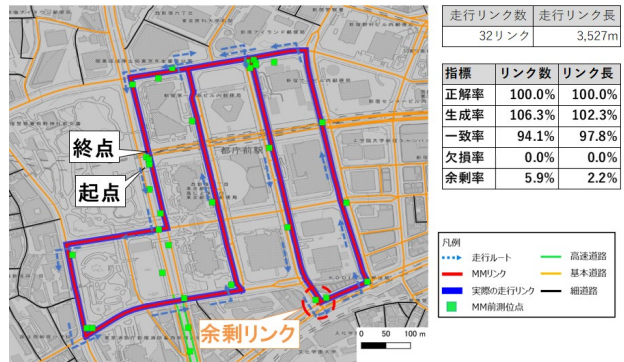 終点
起点
都庁前駅
余剰リンク
0 50 100 m
走行リンク数 走行リンク長
32リンク 3,527m
指標 リンク数 リンク長
正解率 100.0% 100.0%
生成率 106.3% 102.3%
一致率 94.1% 97.8%
欠損率 0.0% 0.0%
余剰率 5.9% 2.2%
凡例
走行ルート 高速道路
MMリンク 基本道路
実際の走行リンク 細道路
MM前測位点